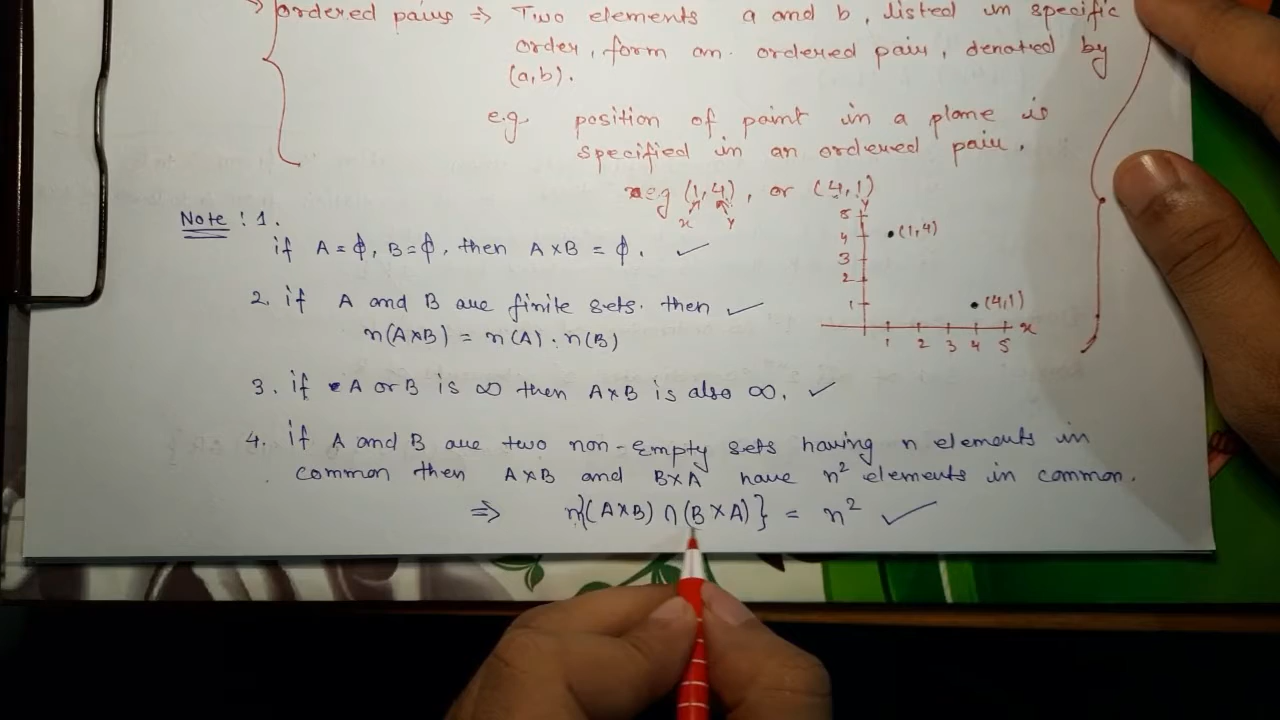 ordered pairs ⇒ Two elements a and b, listed in specific
order, form an ordered pair, denoted by
(a,b).
e.g. position of point in a plane is
specified in an ordered pair.
e.g (1,4), or (4,1)
x y
Note : 1.
if A = ϕ, B = ϕ, then A×B = ϕ. ✓
2. if A and B are finite sets. then ✓
n(A×B) = n(A) . n(B)
3. if A or B is ∞ then A×B is also ∞. ✓
4. if A and B are two non-Empty sets having n elements in
common then A×B and B×A have n² elements in common.
⇒ n{(A×B) ∩ (B×A)} = n² ✓
y
5
4 (1,4)
3
2
1 (4,1)
x
1 2 3 4 5